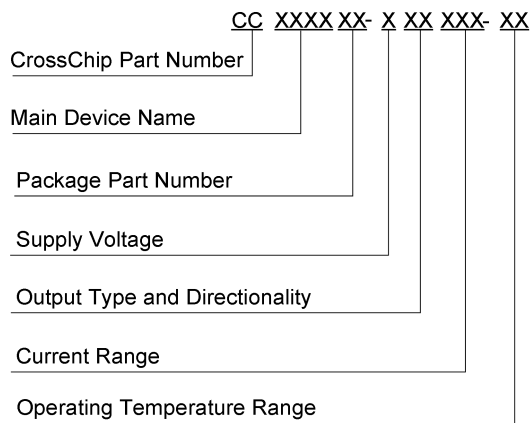 CC XXXX XX- X XX XXX- XX
CrossChip Part Number
Main Device Name
Package Part Number
Supply Voltage
Output Type and Directionality
Current Range
Operating Temperature Range